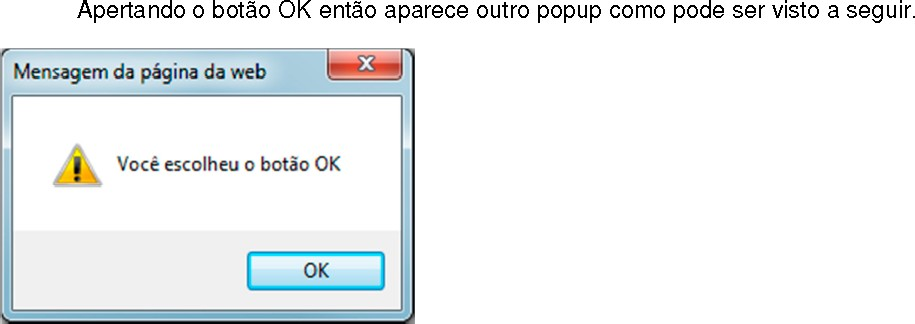 Apertando o botão OK então aparece outro popup como pode ser visto a seguir.
Mensagem da página da web
X
Você escolheu o botão OK
OK